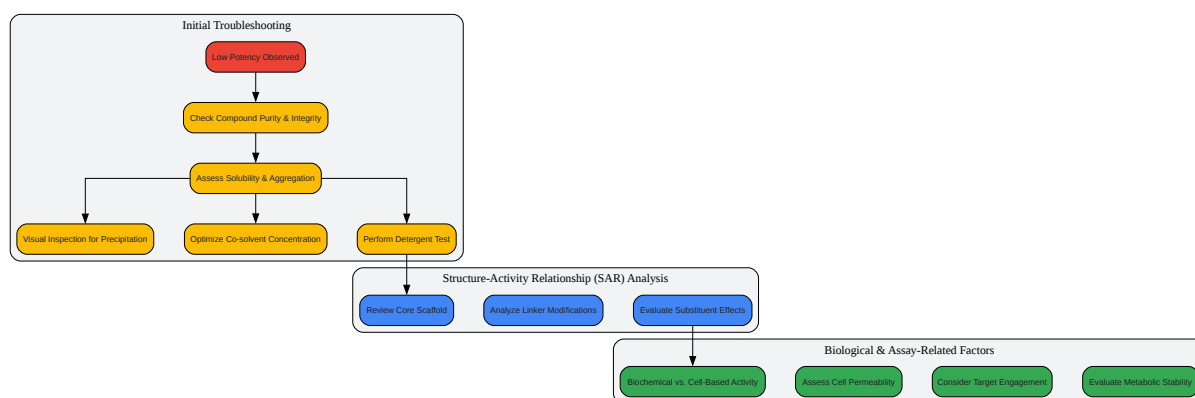 Initial Troubleshooting
Low Potency Observed
Check Compound Purity & Integrity
Assess Solubility & Aggregation
Visual Inspection for Precipitation
Optimize Co-solvent Concentration
Perform Detergent Test
Structure-Activity Relationship (SAR) Analysis
Review Core Scaffold
Analyze Linker Modifications
Evaluate Substituent Effects
Biological & Assay-Related Factors
Biochemical vs. Cell-Based Activity
Assess Cell Permeability
Consider Target Engagement
Evaluate Metabolic Stability